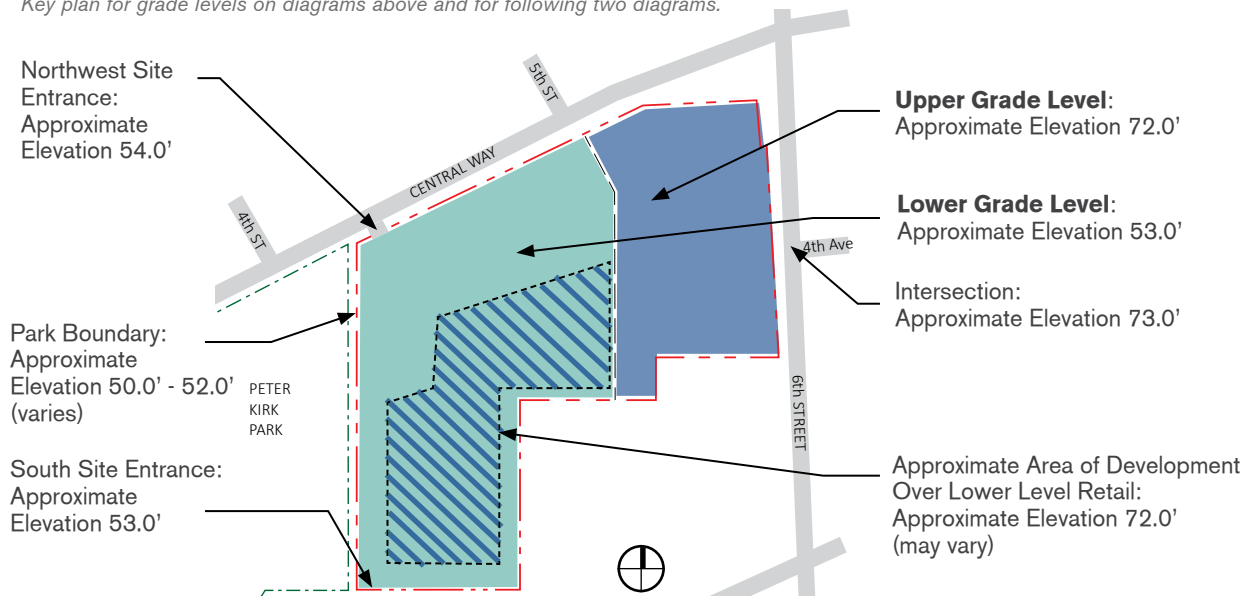 Key plan for grade levels on diagrams above and for following two diagrams.
Northwest Site
Entrance:
Approximate
Elevation 54.0’
5th ST
CENTRAL WAY
4th ST
Upper Grade Level:
Approximate Elevation 72.0’
Lower Grade Level:
Approximate Elevation 53.0’
4th Ave
Intersection:
Approximate Elevation 73.0’
Park Boundary:
Approximate
Elevation 50.0’ - 52.0’
(varies)
PETER
KIRK
PARK
6th STREET
South Site Entrance:
Approximate
Elevation 53.0’
Approximate Area of Development
Over Lower Level Retail:
Approximate Elevation 72.0’
(may vary)